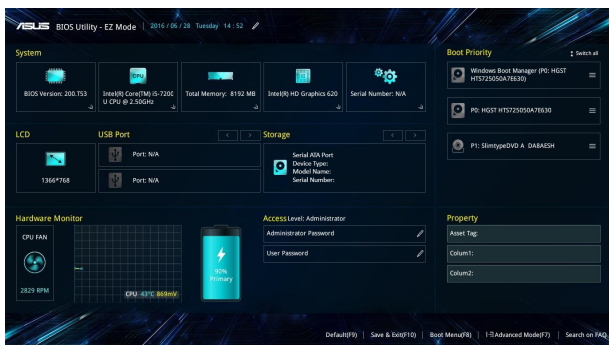 ASUS BIOS Utility - EZ Mode 2016 / 06 / 28 Tuesday 14 : 52
System
BIOS Version: 200.T53
CPU
Intel(R) Core(TM) i5-7200
U CPU @ 2.50GHz
Total Memory: 8192 MB
Intel(R) HD Graphics 620
Serial Number: N/A
Boot Priority
Switch all
Windows Boot Manager (P0: HGST
HTS725050A7E630)
P0: HGST HTS725050A7E630
P1: SlimtypeDVD A DA8AESH
LCD
1366*768
USB Port
Port: N/A
Port: N/A
Storage
Serial ATA Port
Device Type:
Model Name:
Serial Number:
Hardware Monitor
CPU FAN
2829 RPM
CPU 43°C 869mV
90%
Primary
Access Level: Administrator
Administrator Password
User Password
Property
Asset Tag:
Colum1:
Colum2:
Default(F9) | Save & Exit(F10) | Boot Menu(F8) | Advanced Mode(F7) | Search on FAQ